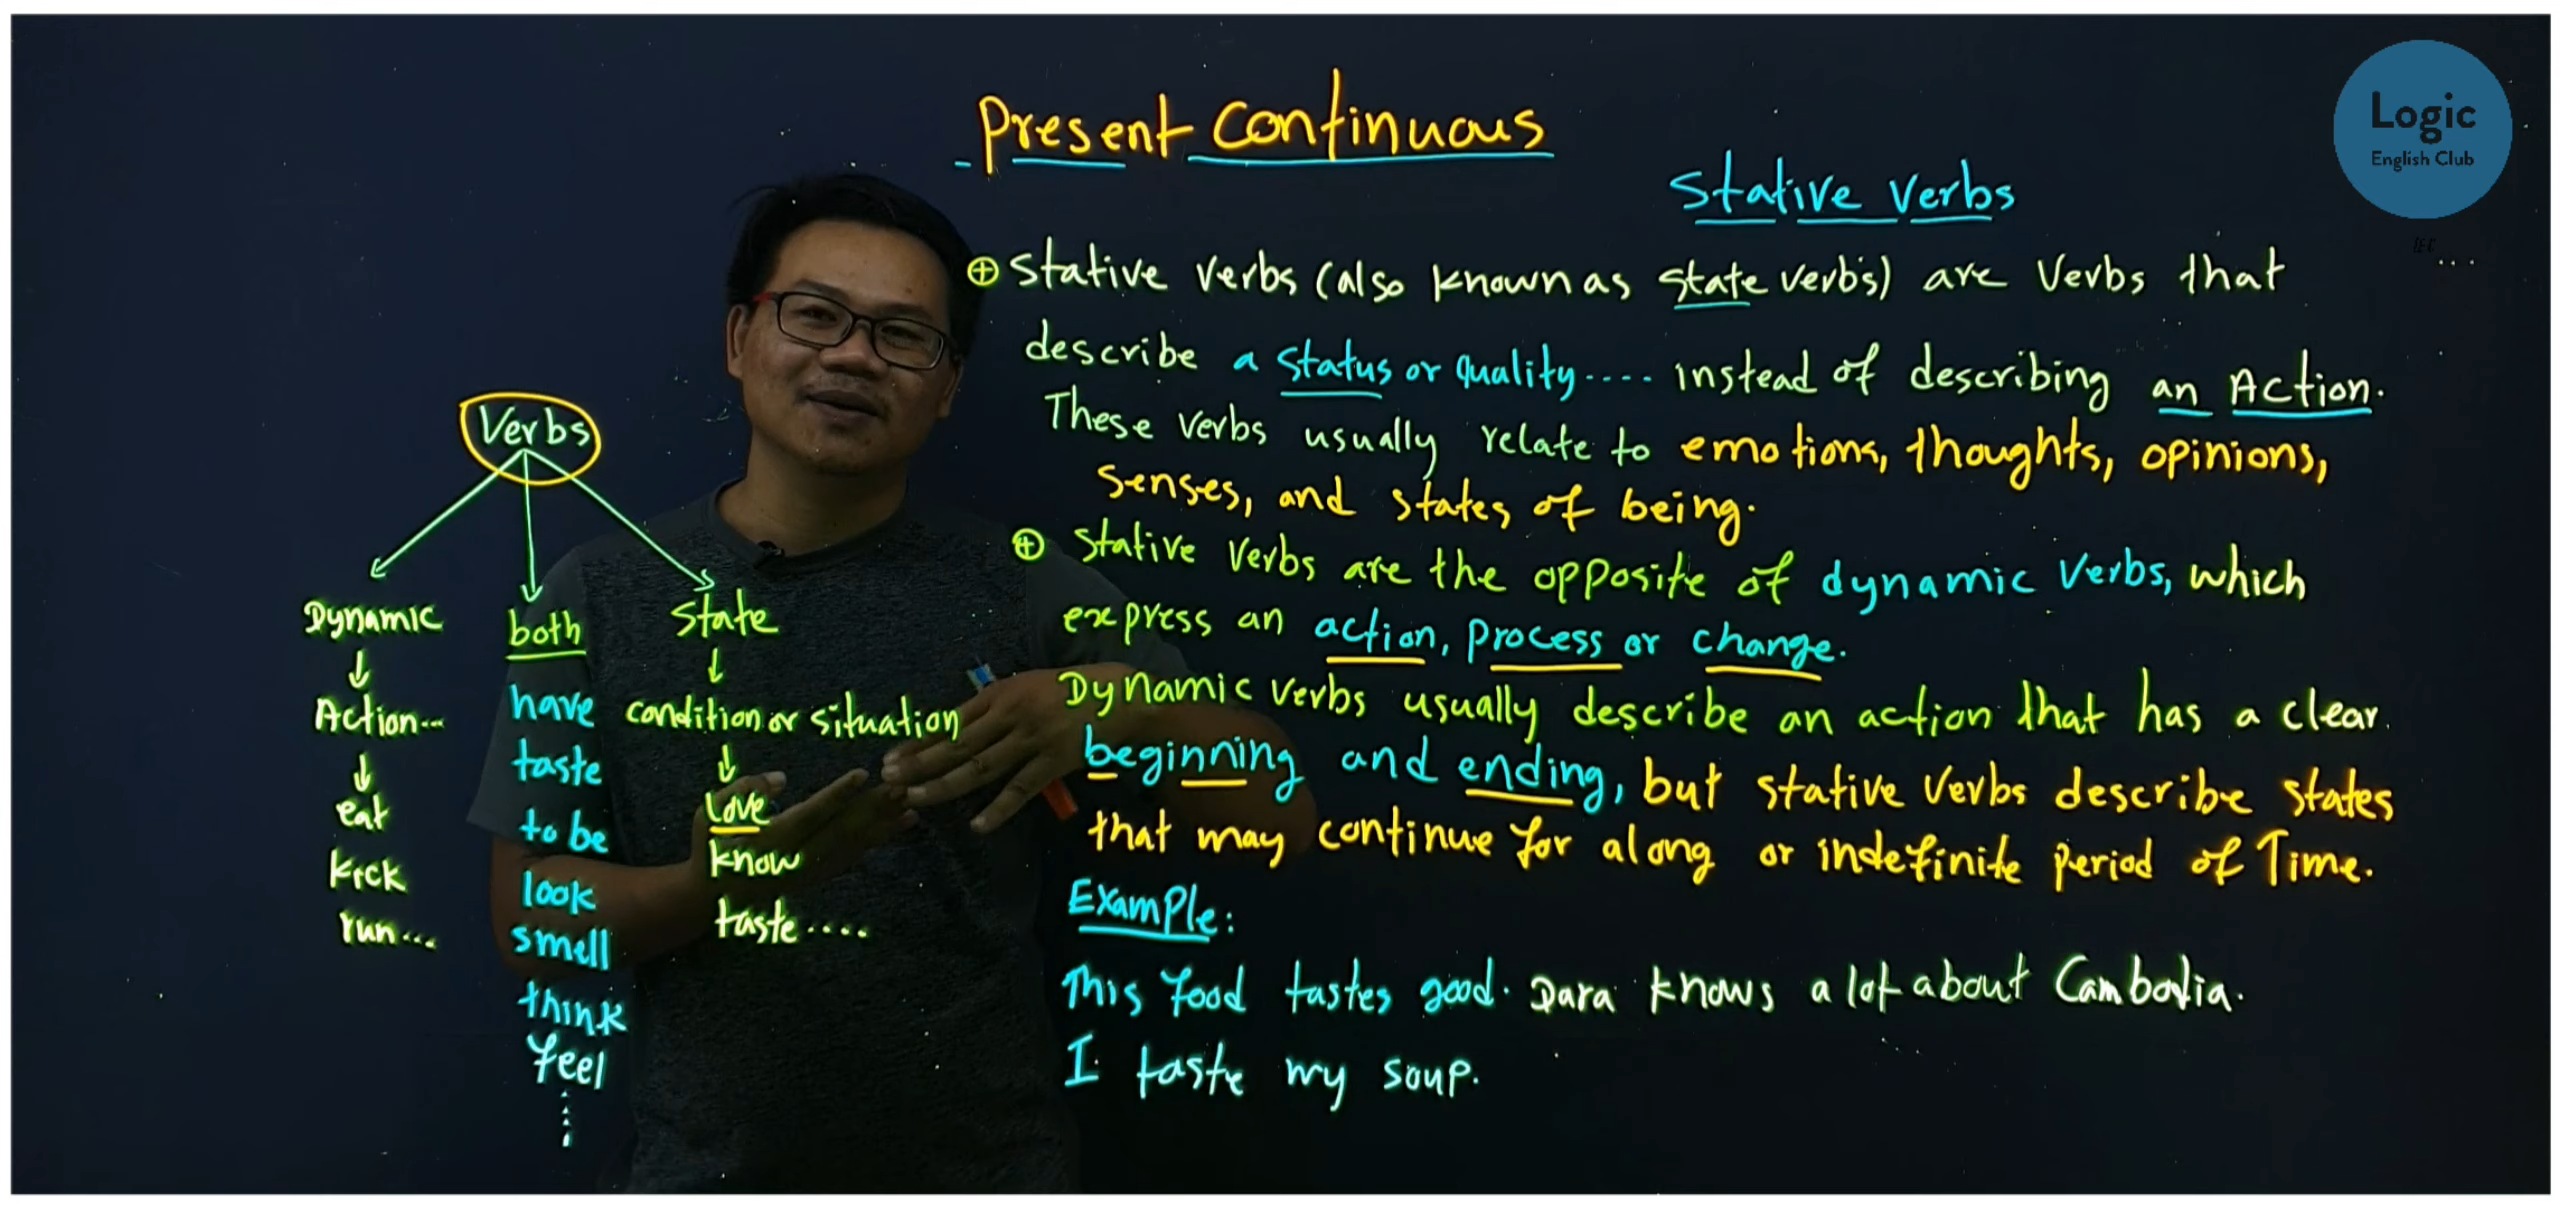 Present Continuous
Logic
English Club
Stative Verbs
⊕ Stative Verbs (also known as state verbs) are Verbs that
describe a status or quality.... instead of describing an Action.
These verbs usually relate to emotions, thoughts, opinions,
senses, and states of being.
⊕ Stative Verbs are the opposite of dynamic Verbs, which
express an action, process or change.
Dynamic verbs usually describe an action that has a clear
beginning and ending, but stative Verbs describe states
that may continue for a long or indefinite period of Time.
Example:
This food tastes good. Dara knows a lot about Cambodia.
I taste my soup.
Verbs
Dynamic
Action...
eat
kick
run...
both
have
taste
to be
look
smell
think
feel
State
condition or situation
Love
know
taste....